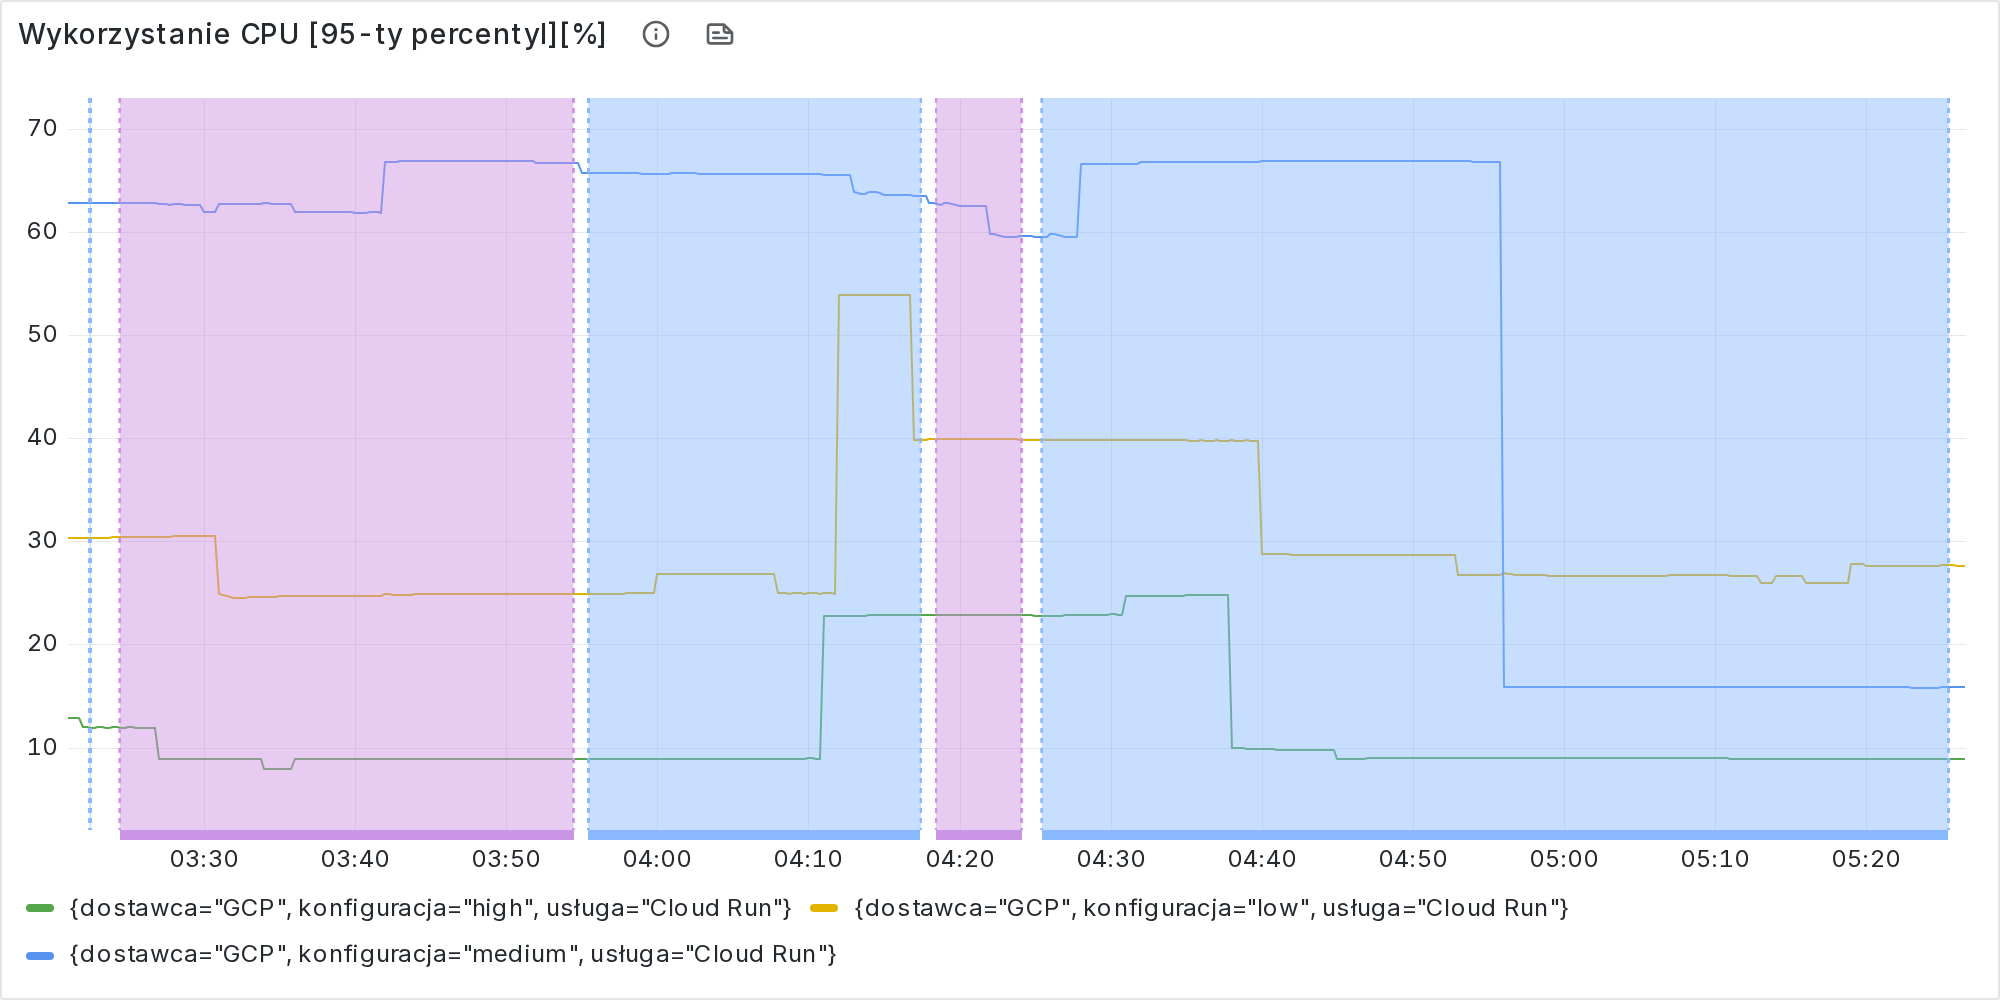 Wykorzystanie CPU [95-ty percentyl][%]
70
60
50
40
30
20
10
03:30 03:40 03:50 04:00 04:10 04:20 04:30 04:40 04:50 05:00 05:10 05:20
{dostawca="GCP", konfiguracja="high", usługa="Cloud Run"} {dostawca="GCP", konfiguracja="low", usługa="Cloud Run"}
{dostawca="GCP", konfiguracja="medium", usługa="Cloud Run"}